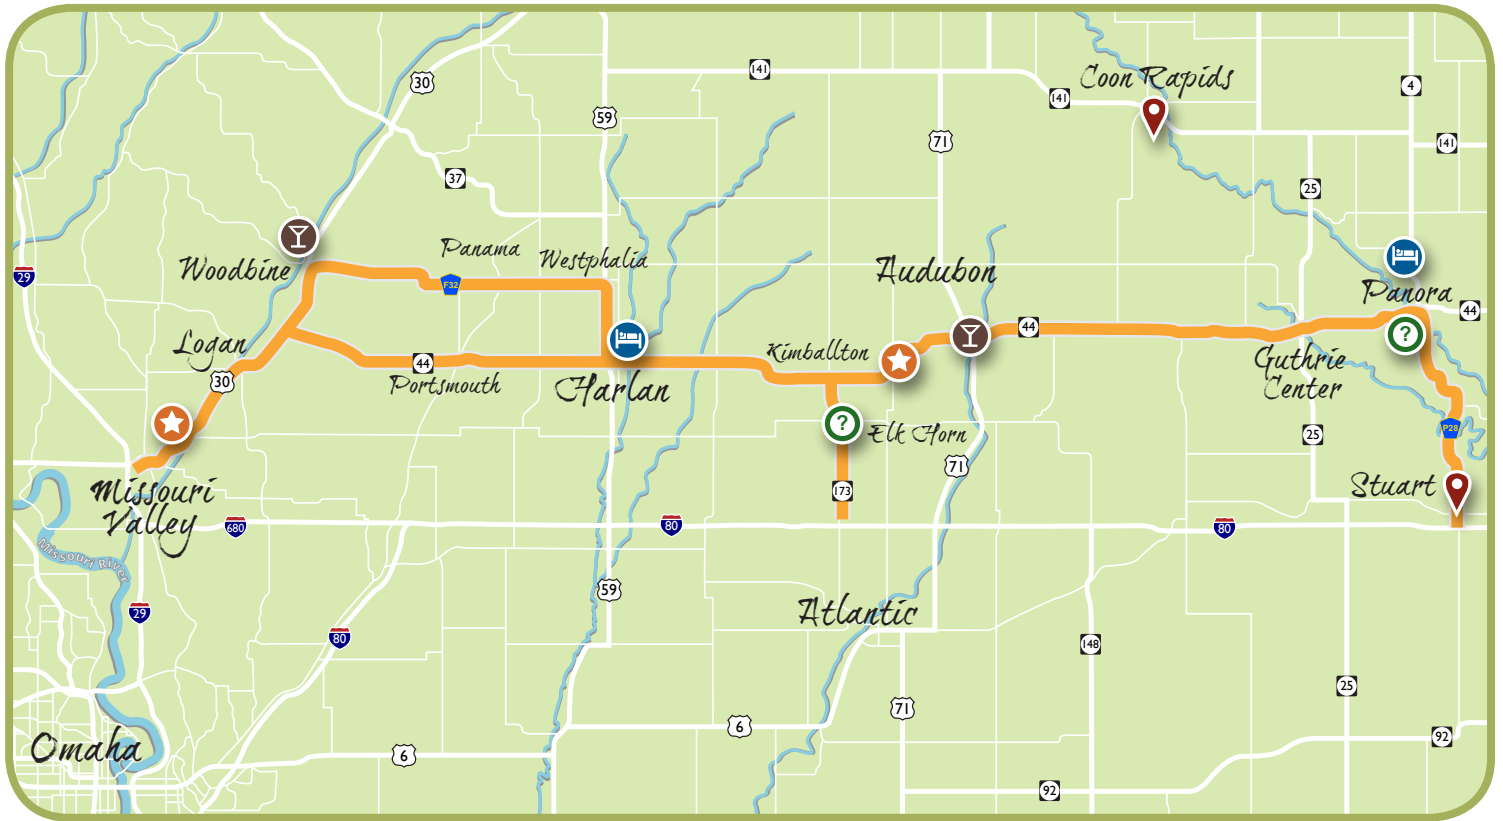 Coon Rapids
141
30
4
59
141
71
141
37
25
Woodbine
Panama
Westphalia
Audubon
29
F32
Panora
44
44
Logan
Kimballton
?
Guthrie
Center
44
30
Portsmouth
Harlan
?
Elk Horn
P28
25
71
Stuart
Missouri
Valley
173
680
80
80
Missouri River
59
29
Atlantic
80
148
25
71
6
92
Omaha
6
92